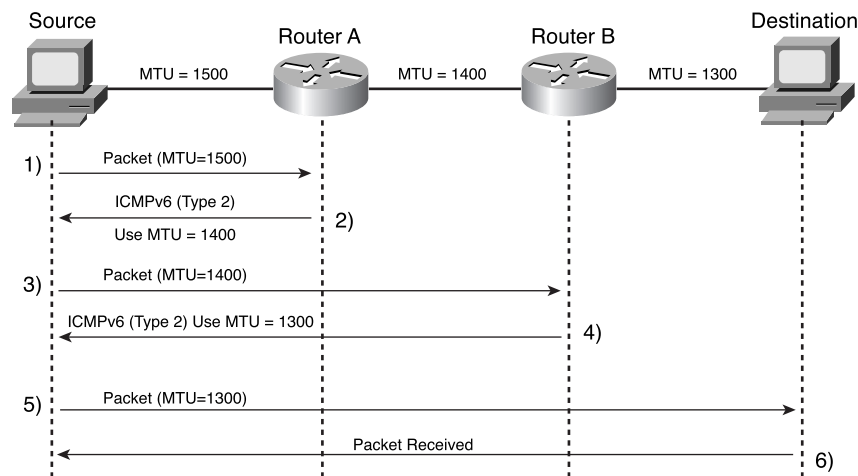 Source
Destination
Router A
Router B
MTU = 1500
MTU = 1400
MTU = 1300
1)
Packet (MTU=1500)
ICMPv6 (Type 2)
2)
Use MTU = 1400
3)
Packet (MTU=1400)
ICMPv6 (Type 2) Use MTU = 1300
4)
5)
Packet (MTU=1300)
Packet Received
6)